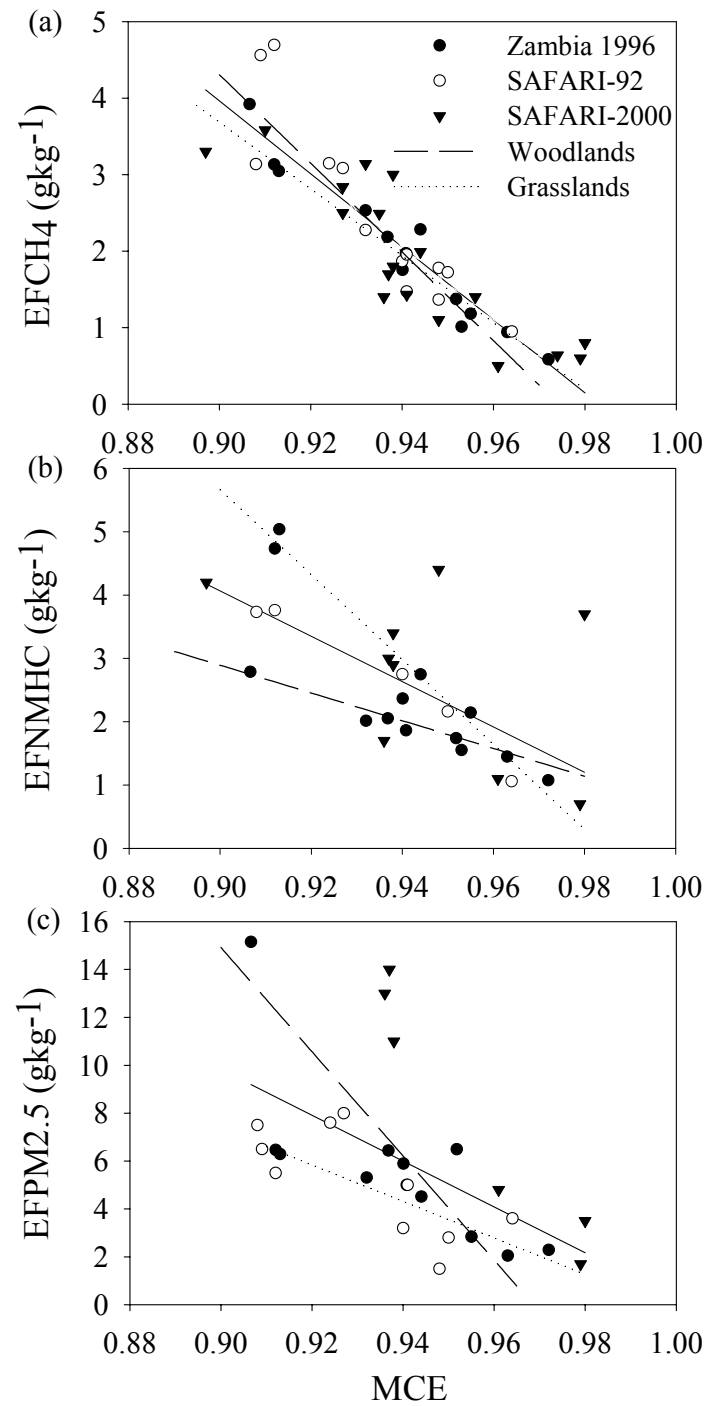 (a)
EFCH4 (gkg-1)
5
4
3
2
1
0
Zambia 1996
SAFARI-92
SAFARI-2000
Woodlands
Grasslands
0.88 0.90 0.92 0.94 0.96 0.98 1.00
(b)
EFNMHC (gkg-1)
6
5
4
3
2
1
0
0.88 0.90 0.92 0.94 0.96 0.98 1.00
(c)
EFPM2.5 (gkg-1)
16
14
12
10
8
6
4
2
0
0.88 0.90 0.92 0.94 0.96 0.98 1.00
MCE